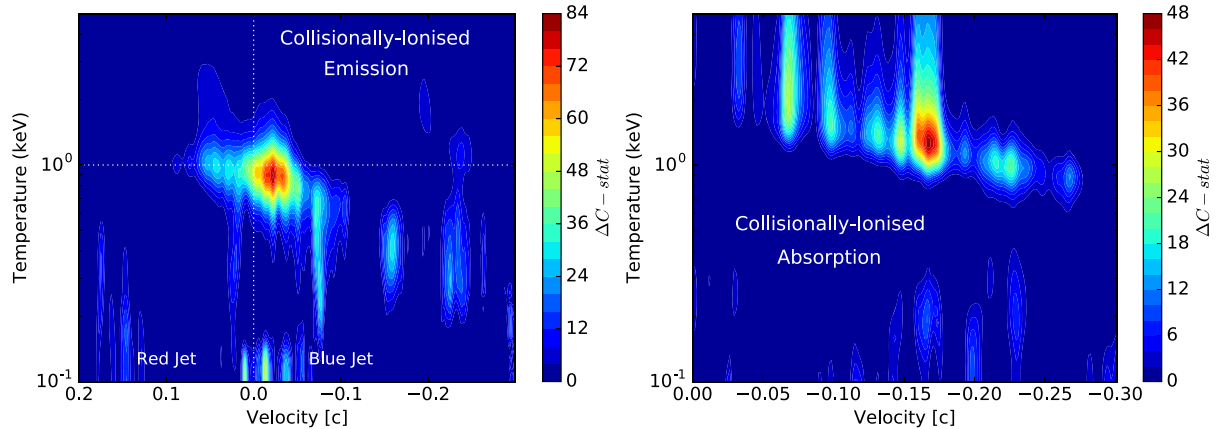 Collisionally-Ionised
Emission
Red Jet
Blue Jet
Temperature (keV)
10⁰
10⁻¹
0.2 0.1 0.0 −0.1 −0.2
Velocity [c]
84
72
60
48
36
24
12
0
ΔC − stat
Collisionally-Ionised
Absorption
Temperature (keV)
10⁰
10⁻¹
0.00 −0.05 −0.10 −0.15 −0.20 −0.25 −0.30
Velocity [c]
48
42
36
30
24
18
12
6
0
ΔC − stat